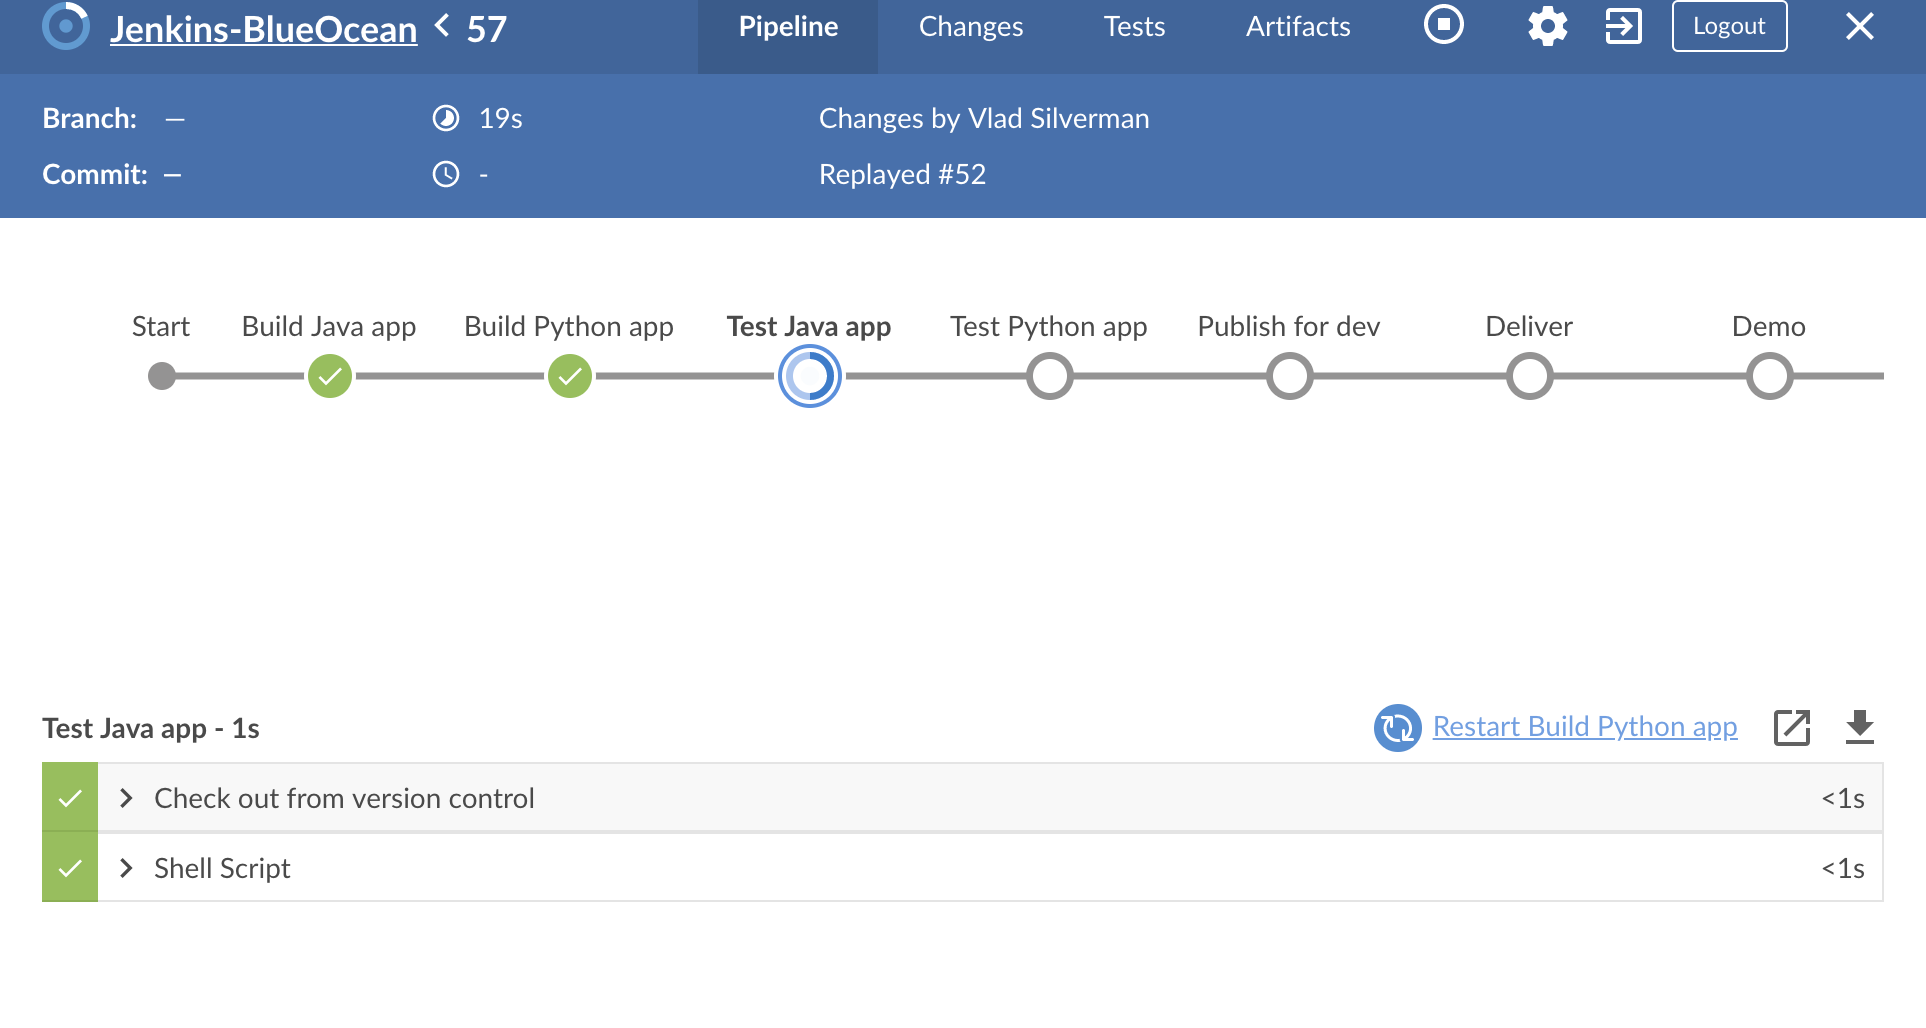 Jenkins-BlueOcean < 57
Pipeline
Changes
Tests
Artifacts
Logout
Branch: —
19s
Changes by Vlad Silverman
Commit: —
-
Replayed #52
Start
Build Java app
Build Python app
Test Java app
Test Python app
Publish for dev
Deliver
Demo
Test Java app - 1s
Restart Build Python app
Check out from version control
<1s
Shell Script
<1s